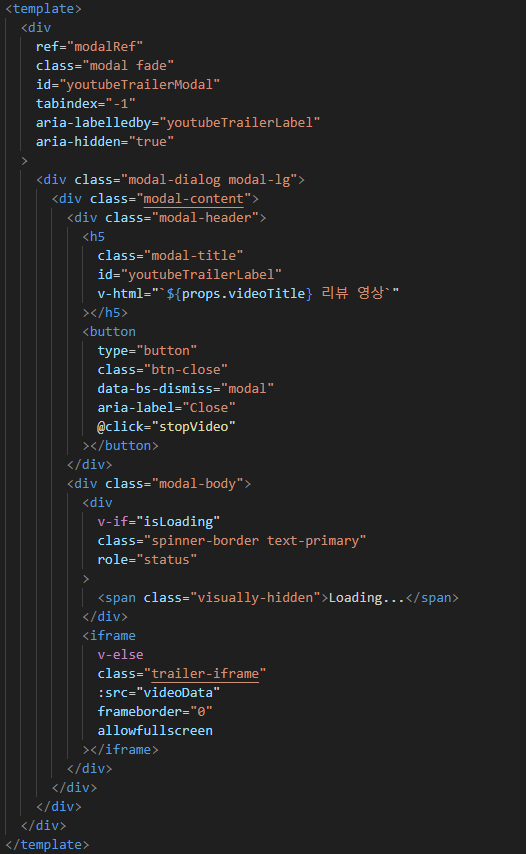 <template>
  <div
    ref="modalRef"
    class="modal fade"
    id="youtubeTrailerModal"
    tabindex="-1"
    aria-labelledby="youtubeTrailerLabel"
    aria-hidden="true"
  >
    <div class="modal-dialog modal-lg">
      <div class="modal-content">
        <div class="modal-header">
          <h5
            class="modal-title"
            id="youtubeTrailerLabel"
            v-html="`${props.videoTitle} 리뷰 영상`"
          ></h5>
          <button
            type="button"
            class="btn-close"
            data-bs-dismiss="modal"
            aria-label="Close"
            @click="stopVideo"
          ></button>
        </div>
        <div class="modal-body">
          <div
            v-if="isLoading"
            class="spinner-border text-primary"
            role="status"
          >
            <span class="visually-hidden">Loading...</span>
          </div>
          <iframe
            v-else
            class="trailer-iframe"
            :src="videoData"
            frameborder="0"
            allowfullscreen
          ></iframe>
        </div>
      </div>
    </div>
  </div>
</template>